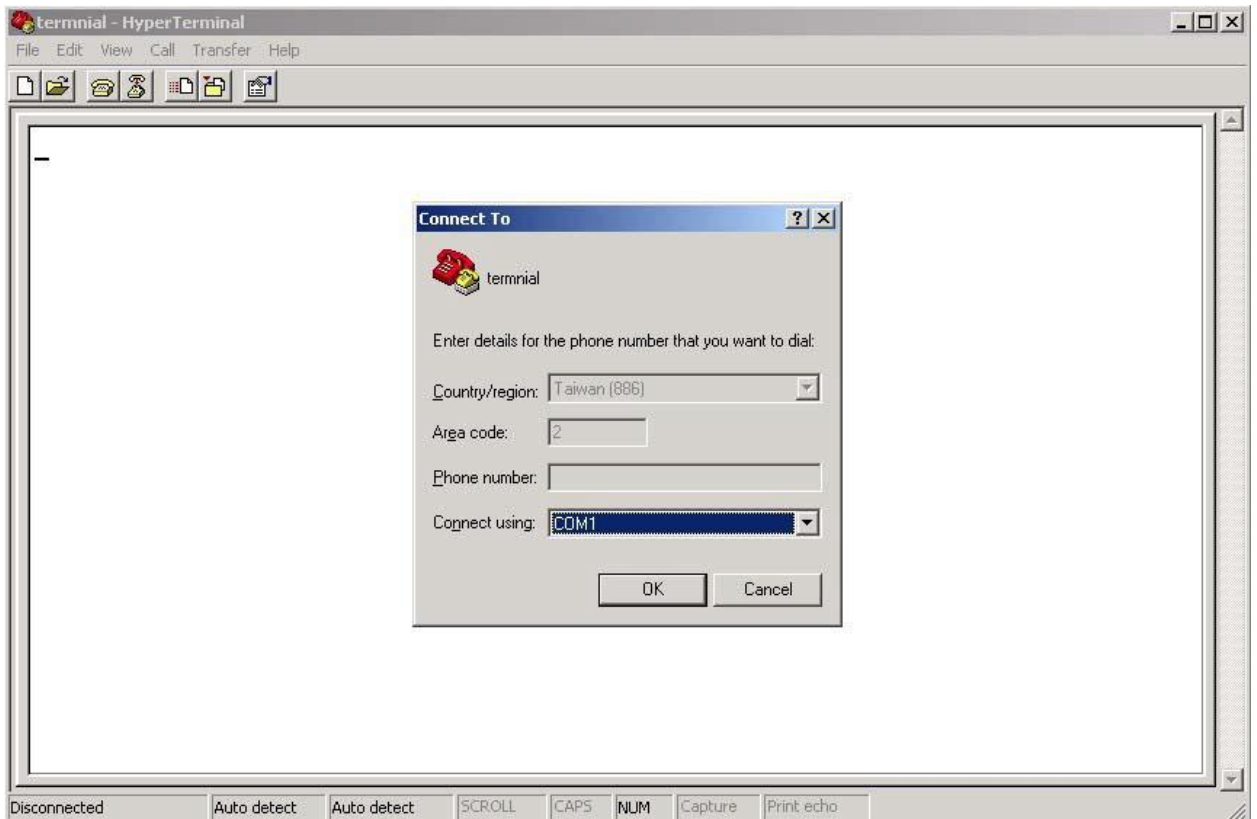 termnial - HyperTerminal
File Edit View Call Transfer Help
Connect To
termnial
Enter details for the phone number that you want to dial:
Country/region: Taiwan (886)
Area code: 2
Phone number:
Connect using: COM1
OK Cancel
Disconnected Auto detect Auto detect SCROLL CAPS NUM Capture Print echo